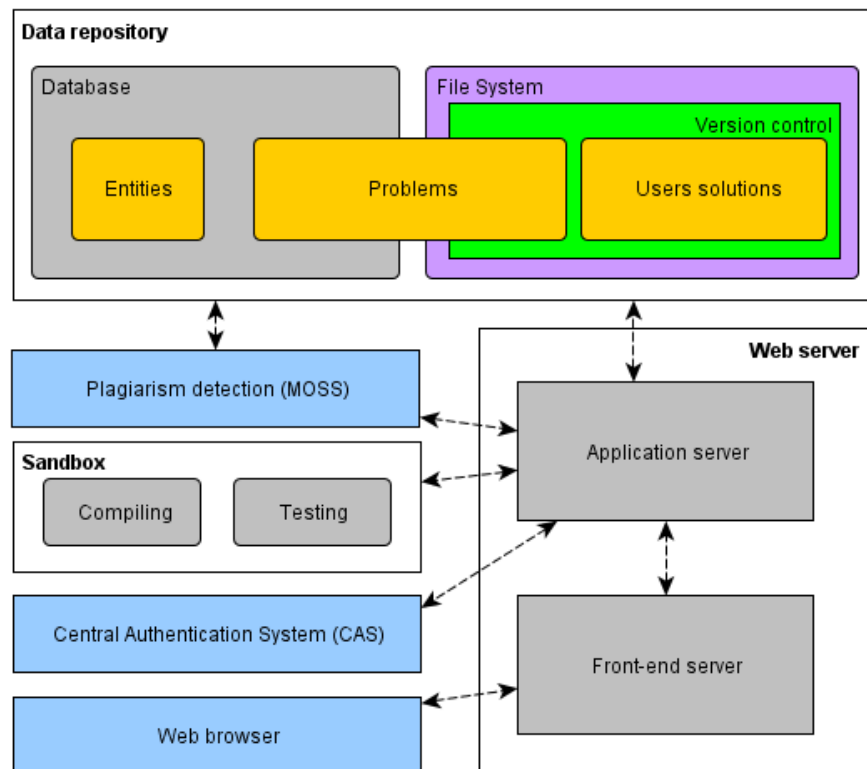 Data repository
Database
File System
Version control
Entities
Problems
Users solutions
Web server
Plagiarism detection (MOSS)
Application server
Sandbox
Compiling
Testing
Central Authentication System (CAS)
Front-end server
Web browser